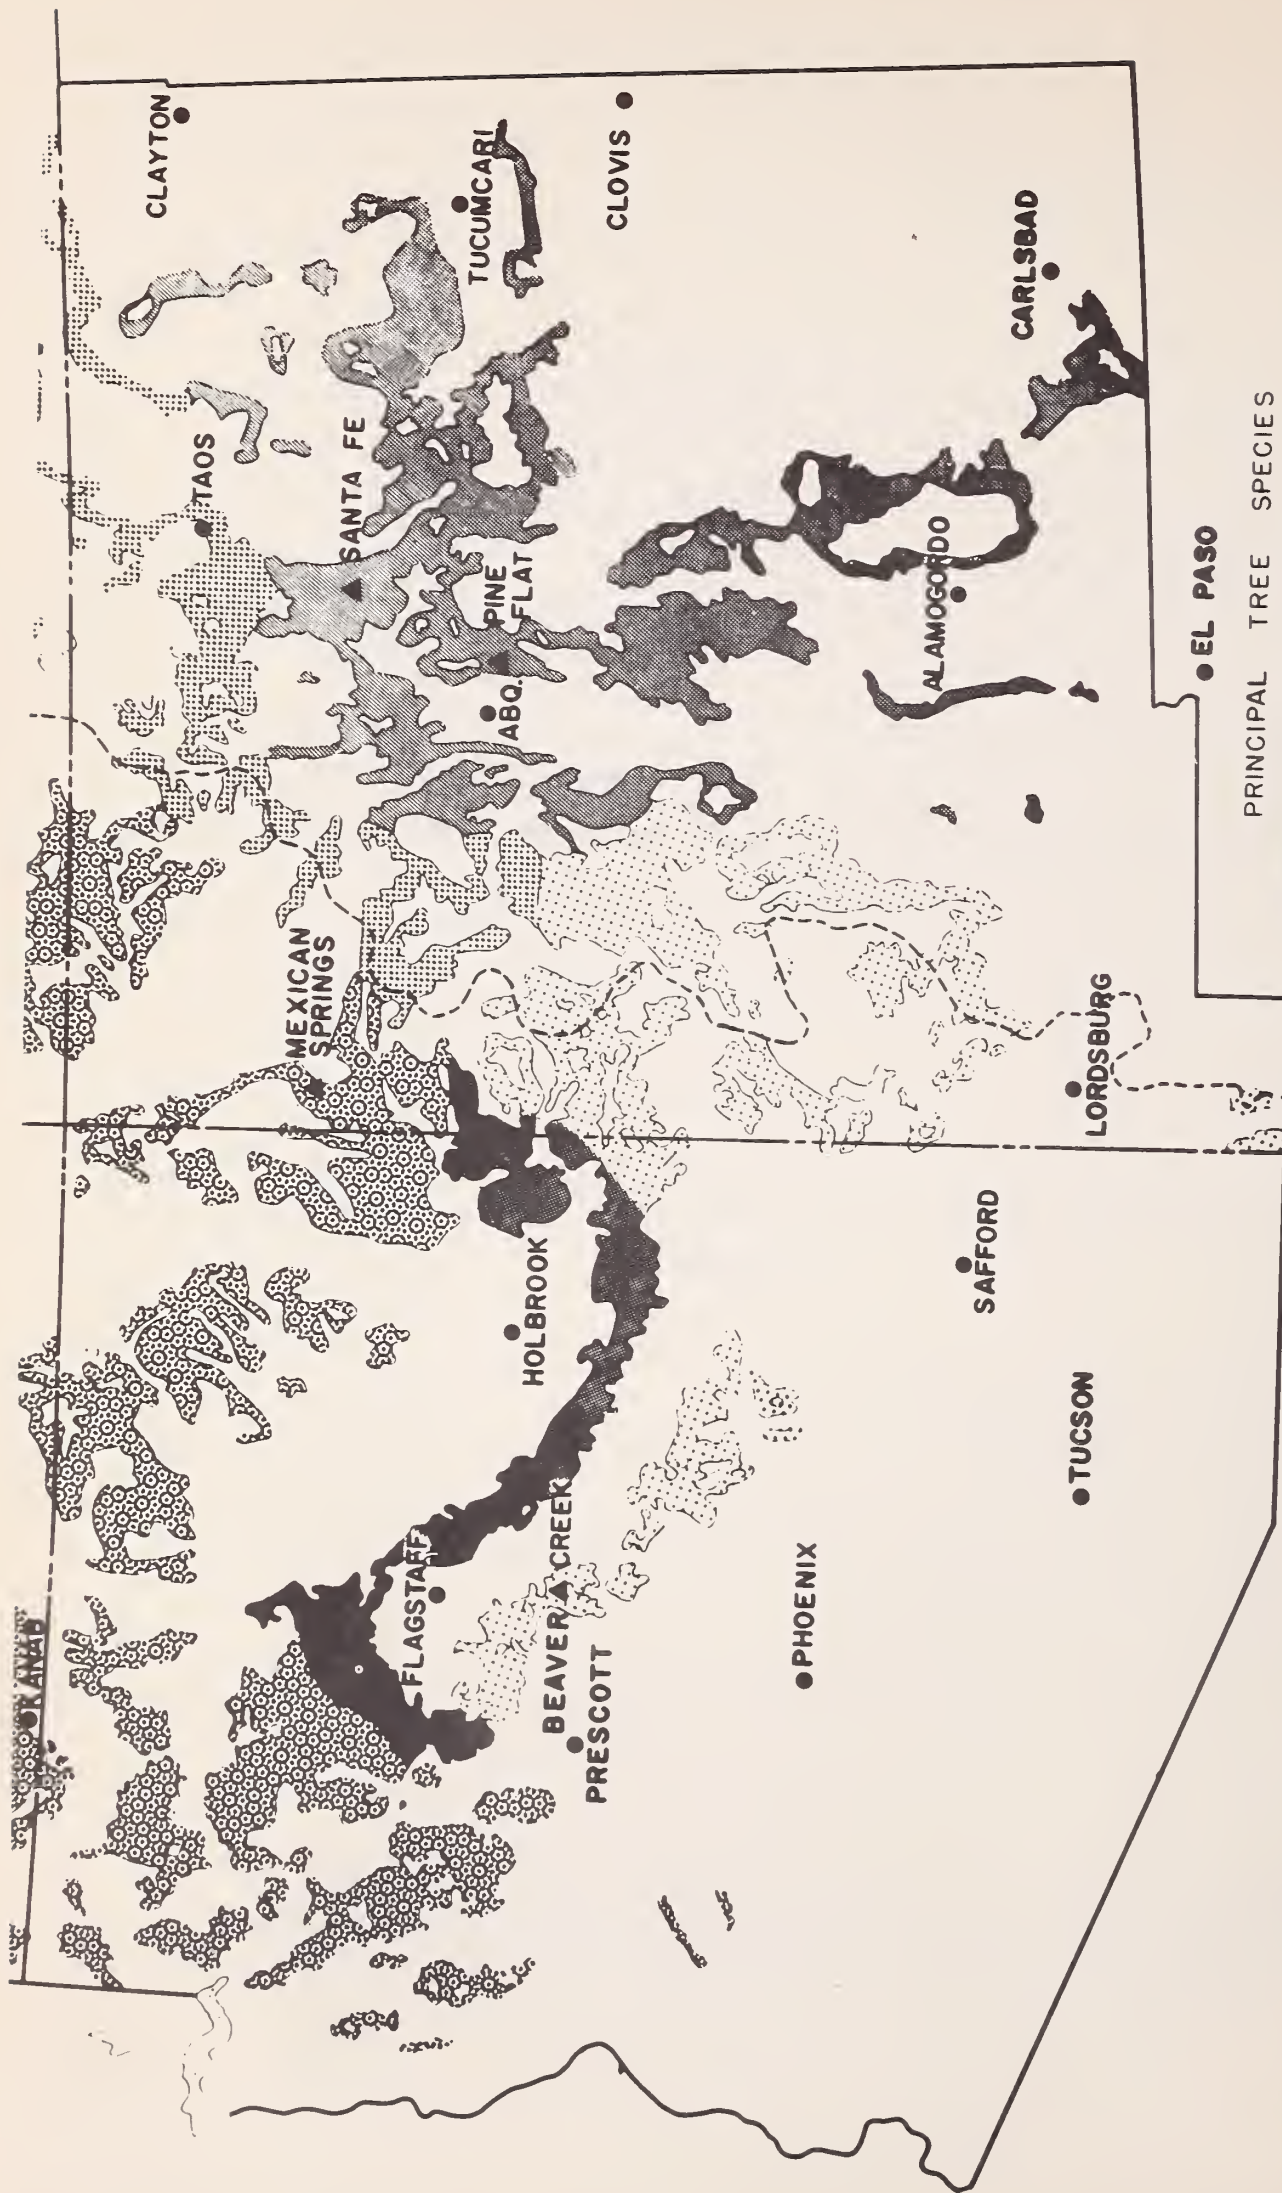 KANAB
CLAYTON
TAOS
MEXICAN
SPRINGS
SANTA FE
TUCUMCARI
FLAGSTAFF
PINE
FLAT
ABQ.
HOLBROOK
BEAVER CREEK
PRESCOTT
CLOVIS
PHOENIX
ALAMOGORDO
SAFFORD
CARLSBAD
TUCSON
LORDSBURG
EL PASO
PRINCIPAL TREE SPECIES